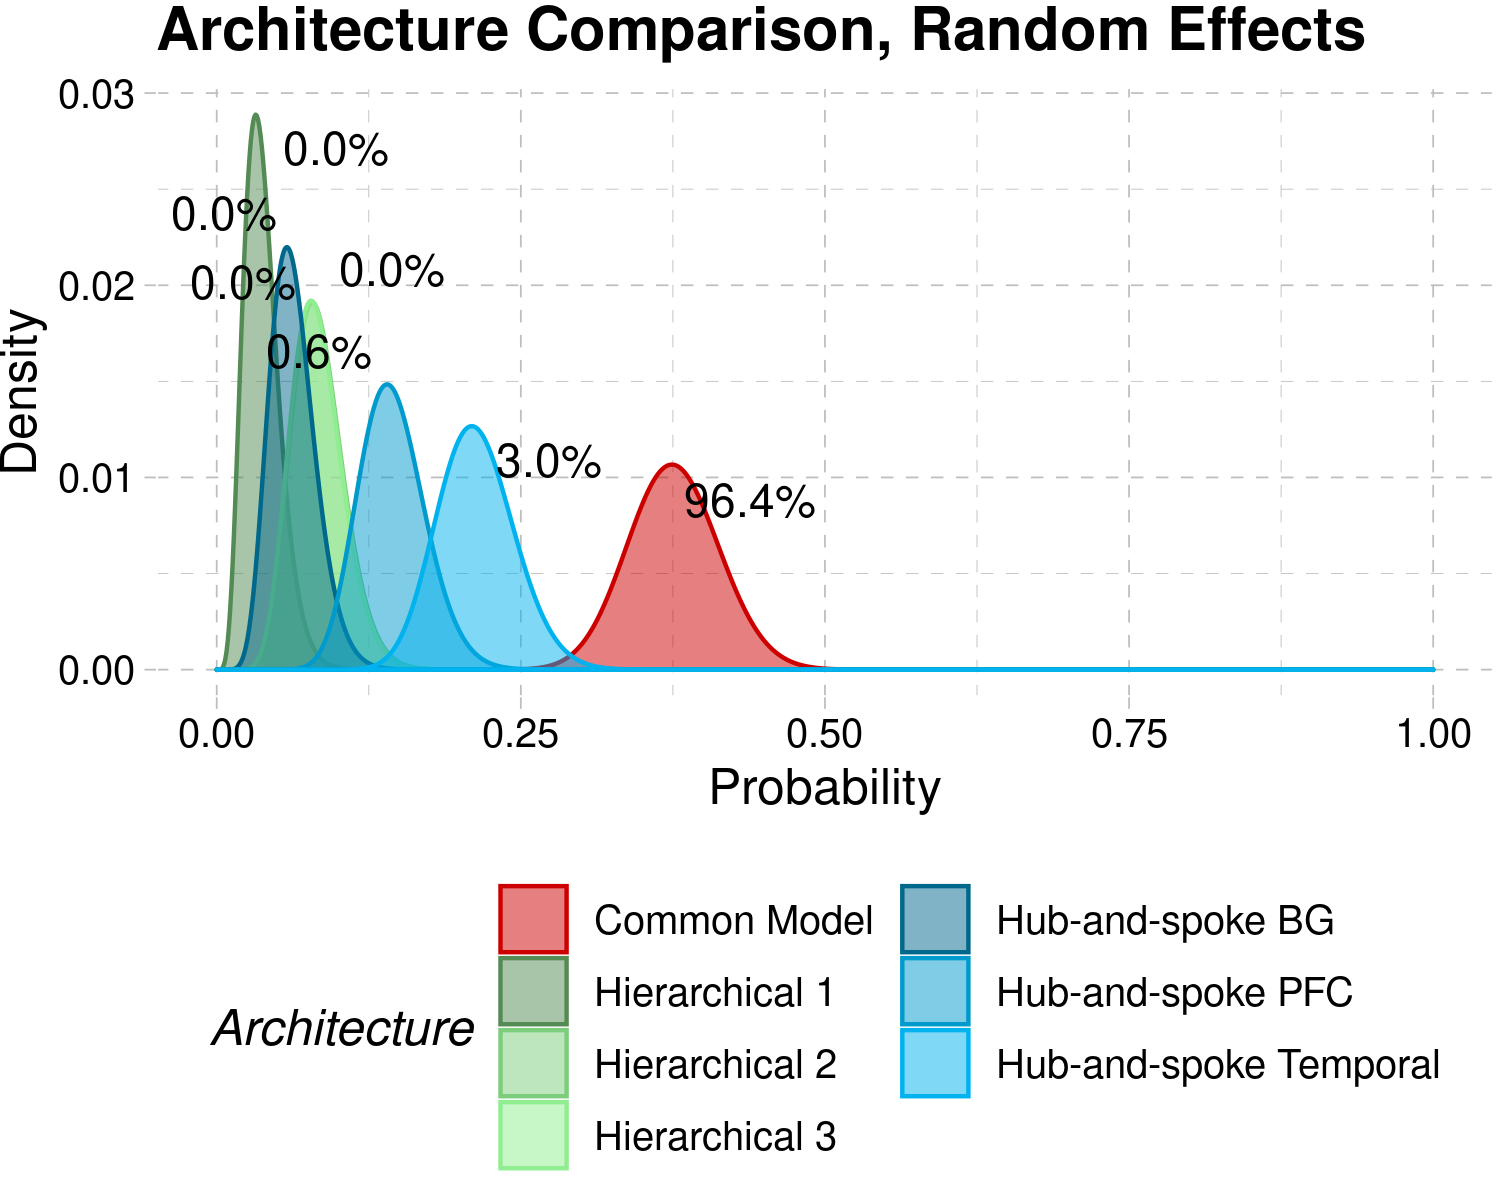 Architecture Comparison, Random Effects
0.03
0.0%
0.0%
0.0%
0.0%
0.02
0.6%
3.0%
0.01
96.4%
0.00
Density
0.00 0.25 0.50 0.75 1.00
Probability
Architecture
Common Model
Hierarchical 1
Hierarchical 2
Hierarchical 3
Hub-and-spoke BG
Hub-and-spoke PFC
Hub-and-spoke Temporal